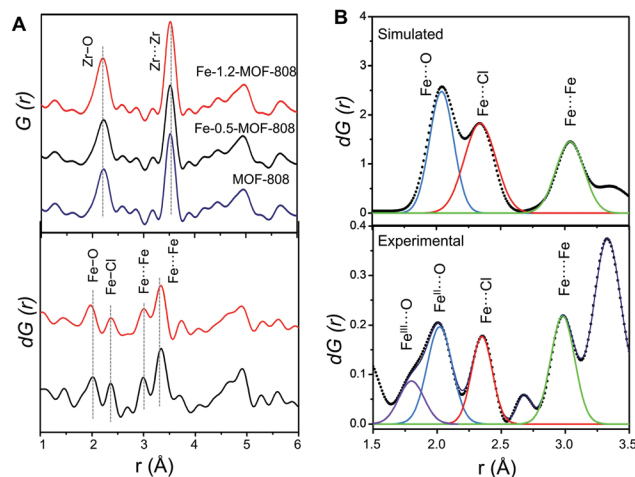 A
Zr–O
Zr····Zr
Fe-1.2-MOF-808
Fe-0.5-MOF-808
MOF-808
G (r)
Fe–O
Fe–Cl
Fe····Fe
Fe·····Fe
dG (r)
1 2 3 4 5 6
r (Å)
B
Simulated
Fe·····O
Fe·····Cl
Fe·····Fe
4
3
2
1
0
dG (r)
Experimental
FeIII·····O
FeII·····O
Fe·····Cl
Fe·····Fe
0.4
0.3
0.2
0.1
0.0
dG (r)
1.5 2.0 2.5 3.0 3.5
r (Å)